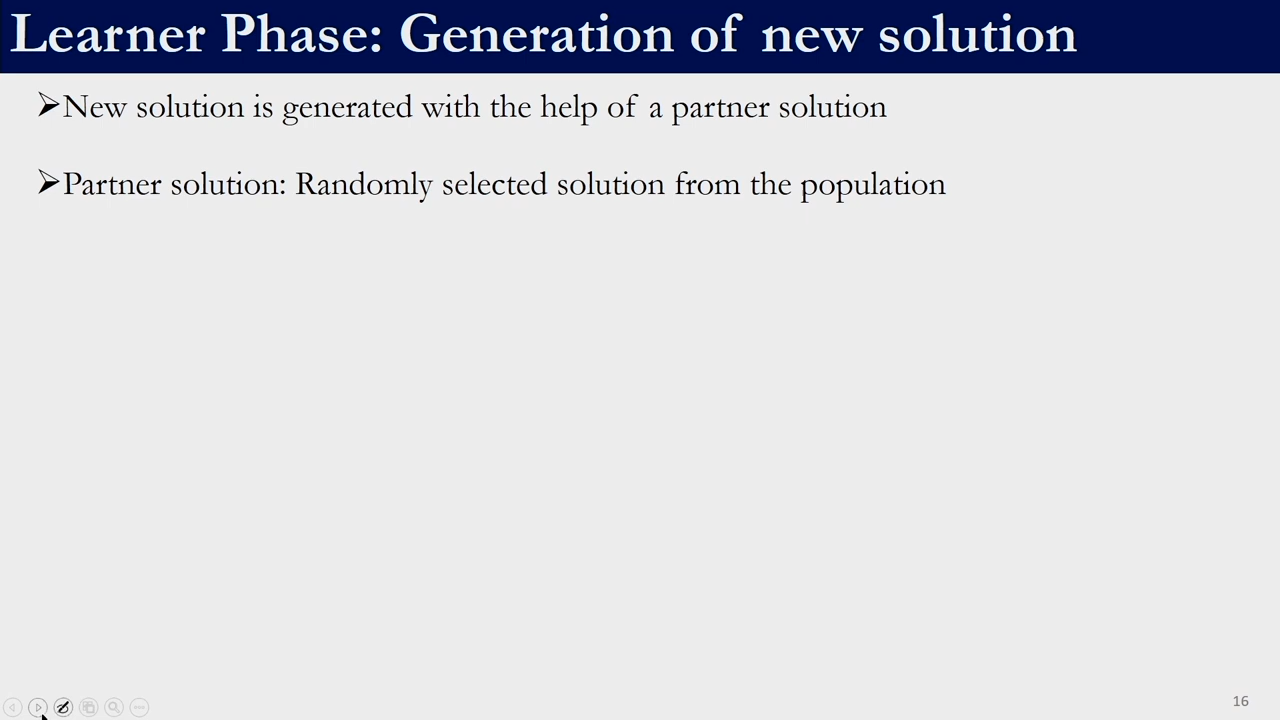 Learner Phase: Generation of new solution
➢New solution is generated with the help of a partner solution
➢Partner solution: Randomly selected solution from the population
16